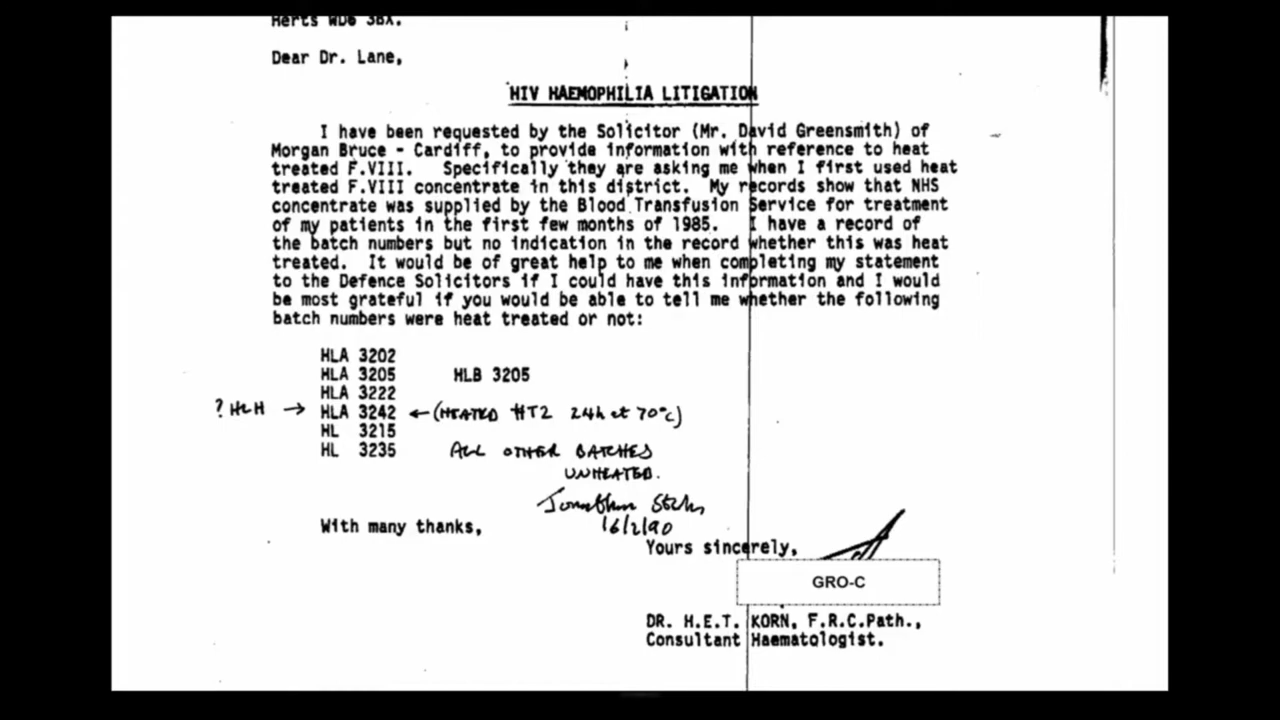 Herts WD6 3BX.
Dear Dr. Lane,
HIV HAEMOPHILIA LITIGATION
I have been requested by the Solicitor (Mr. David Greensmith) of
Morgan Bruce - Cardiff, to provide information with reference to heat
treated F.VIII. Specifically they are asking me when I first used heat
treated F.VIII concentrate in this district. My records show that NHS
concentrate was supplied by the Blood Transfusion Service for treatment
of my patients in the first few months of 1985. I have a record of
the batch numbers but no indication in the record whether this was heat
treated. It would be of great help to me when completing my statement
to the Defence Solicitors if I could have this information and I would
be most grateful if you would be able to tell me whether the following
batch numbers were heat treated or not:
HLA 3202
HLA 3205 HLB 3205
HLA 3222
? HLH → HLA 3242 ← (HEATED HT2 24h at 70°C)
HL 3215
HL 3235 ALL OTHER BATCHES
UNHEATED.
Jonathan
16/2/90
With many thanks,
Yours sincerely,
GRO-C
DR. H.E.T. KORN, F.R.C.Path.,
Consultant Haematologist.